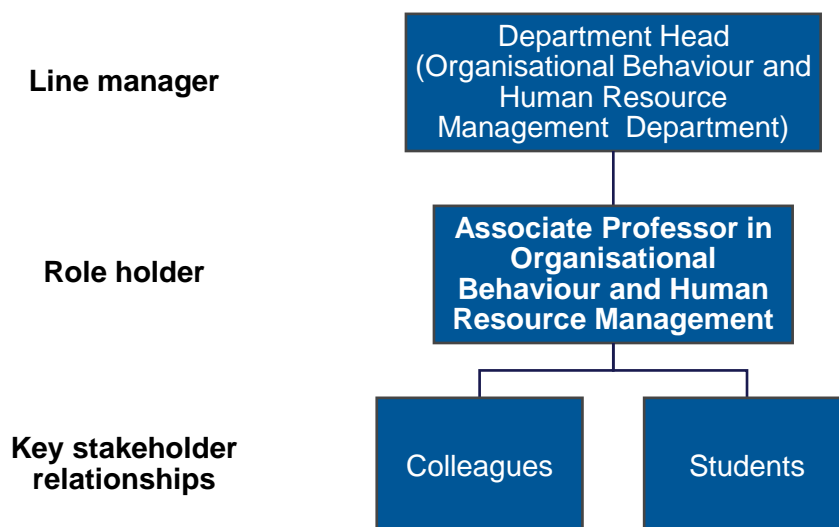 Line manager
Department Head
(Organisational Behaviour and
Human Resource
Management Department)
Role holder
Associate Professor in
Organisational
Behaviour and Human
Resource Management
Key stakeholder
relationships
Colleagues
Students